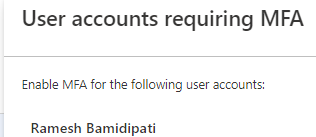 User accounts requiring MFA
Enable MFA for the following user accounts:
Ramesh Bamidipati